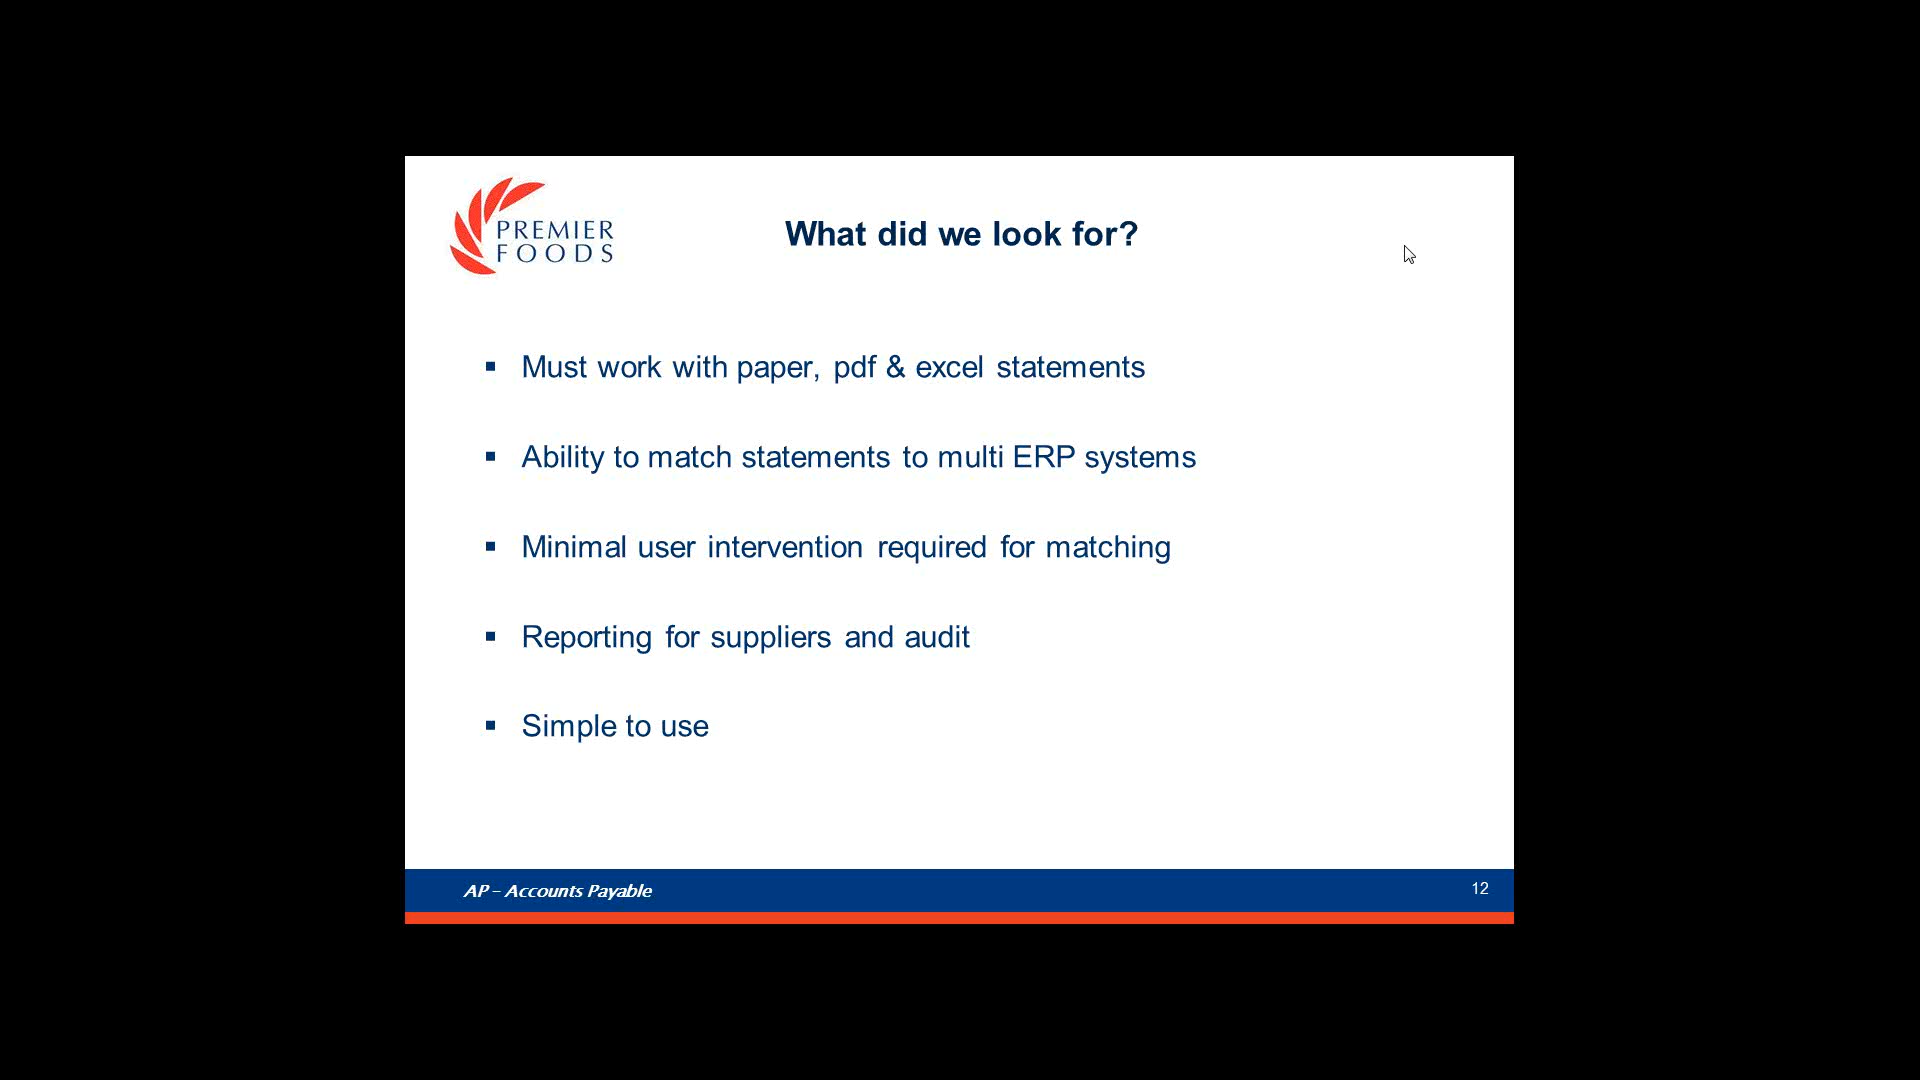 PREMIER
FOODS
What did we look for?
▪ Must work with paper, pdf & excel statements
▪ Ability to match statements to multi ERP systems
▪ Minimal user intervention required for matching
▪ Reporting for suppliers and audit
▪ Simple to use
AP – Accounts Payable
12